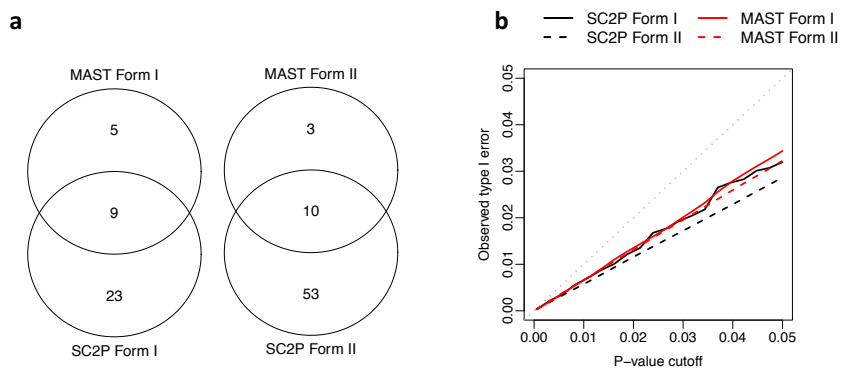 a
MAST Form I
5
9
23
SC2P Form I
MAST Form II
3
10
53
SC2P Form II
b
SC2P Form I
SC2P Form II
MAST Form I
MAST Form II
Observed type I error
0.05
0.04
0.03
0.02
0.01
0.00
0.00 0.01 0.02 0.03 0.04 0.05
P−value cutoff